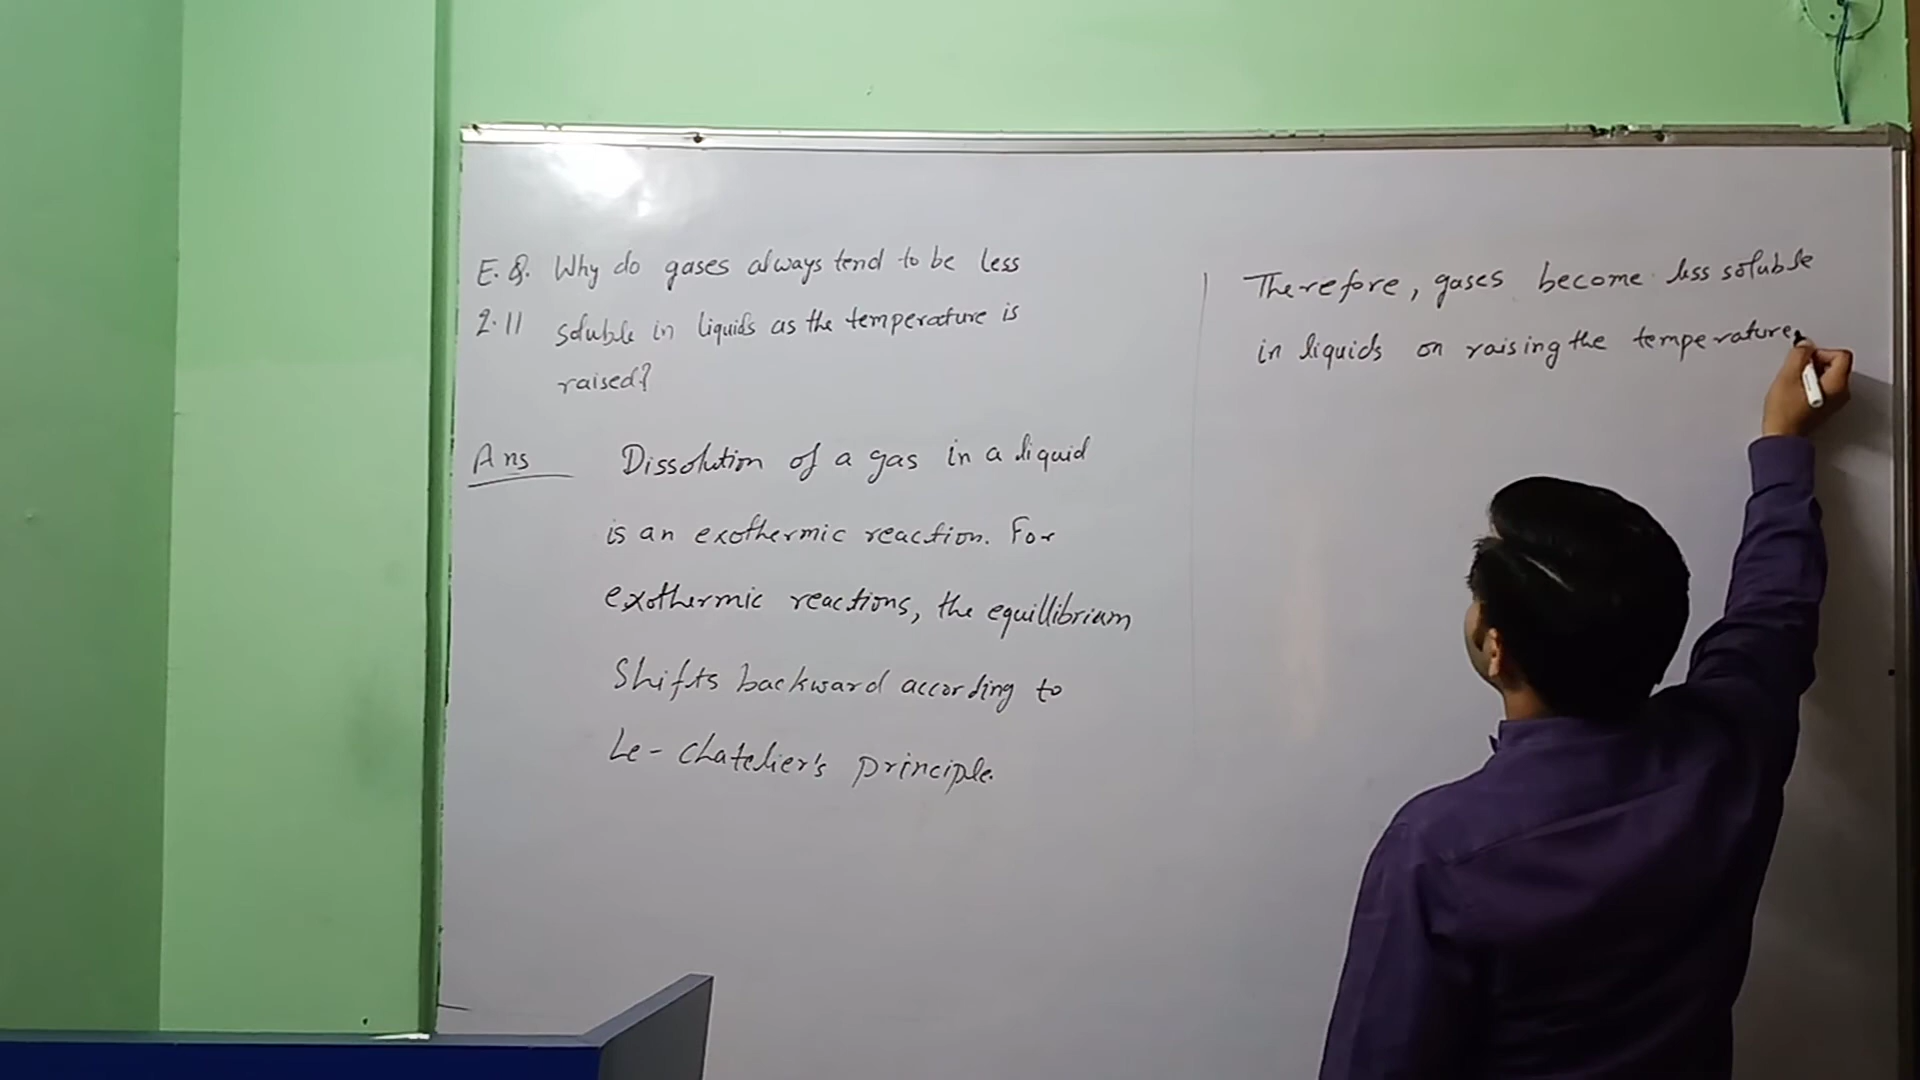 E.Q. Why do gases always tend to be less
2.11 soluble in liquids as the temperature is
raised?
Ans Dissolution of a gas in a liquid
is an exothermic reaction. For
exothermic reactions, the equillibrium
Shifts backward according to
Le-Chatelier's principle.
Therefore, gases become less soluble
in liquids on raising the temperature